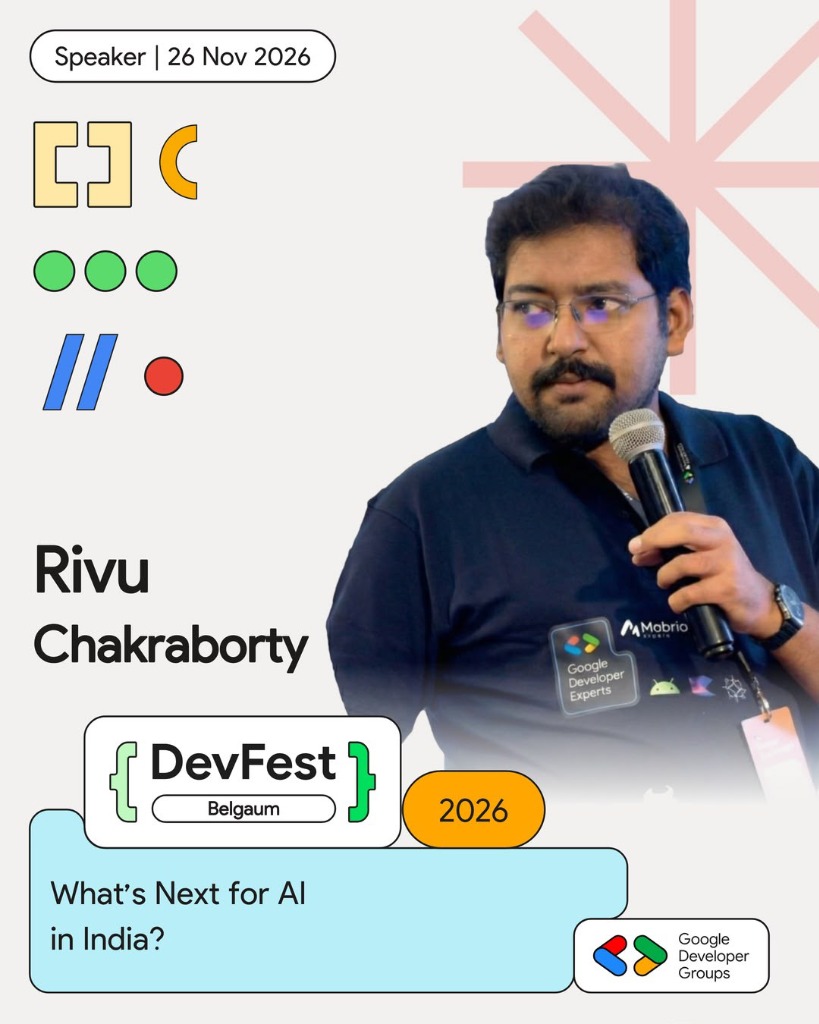 Speaker | 26 Nov 2026
Rivu
Chakraborty
Mobrio
Google
Developer
Experts
DevFest
Belgaum
2026
What's Next for AI
in India?
Google
Developer
Groups